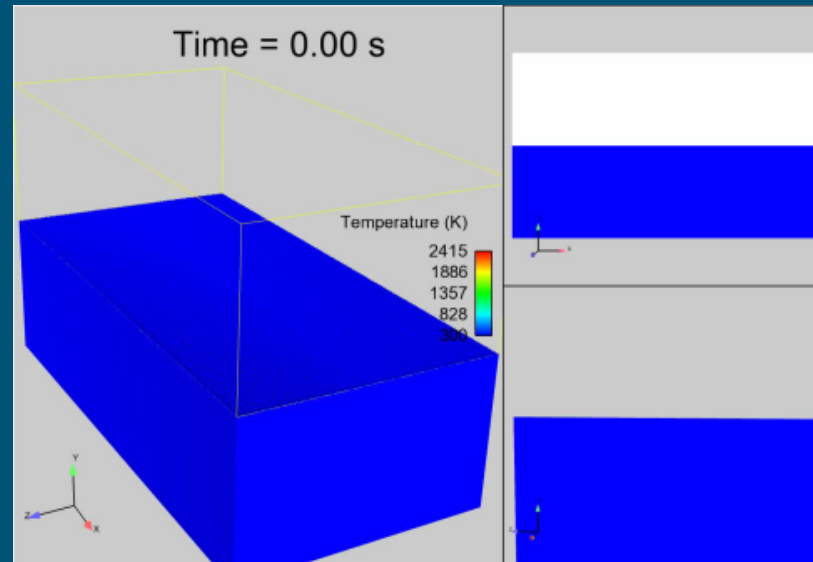 Time = 0.00 s
Temperature (K)
2415
1886
1357
828
300
Y
Z
X